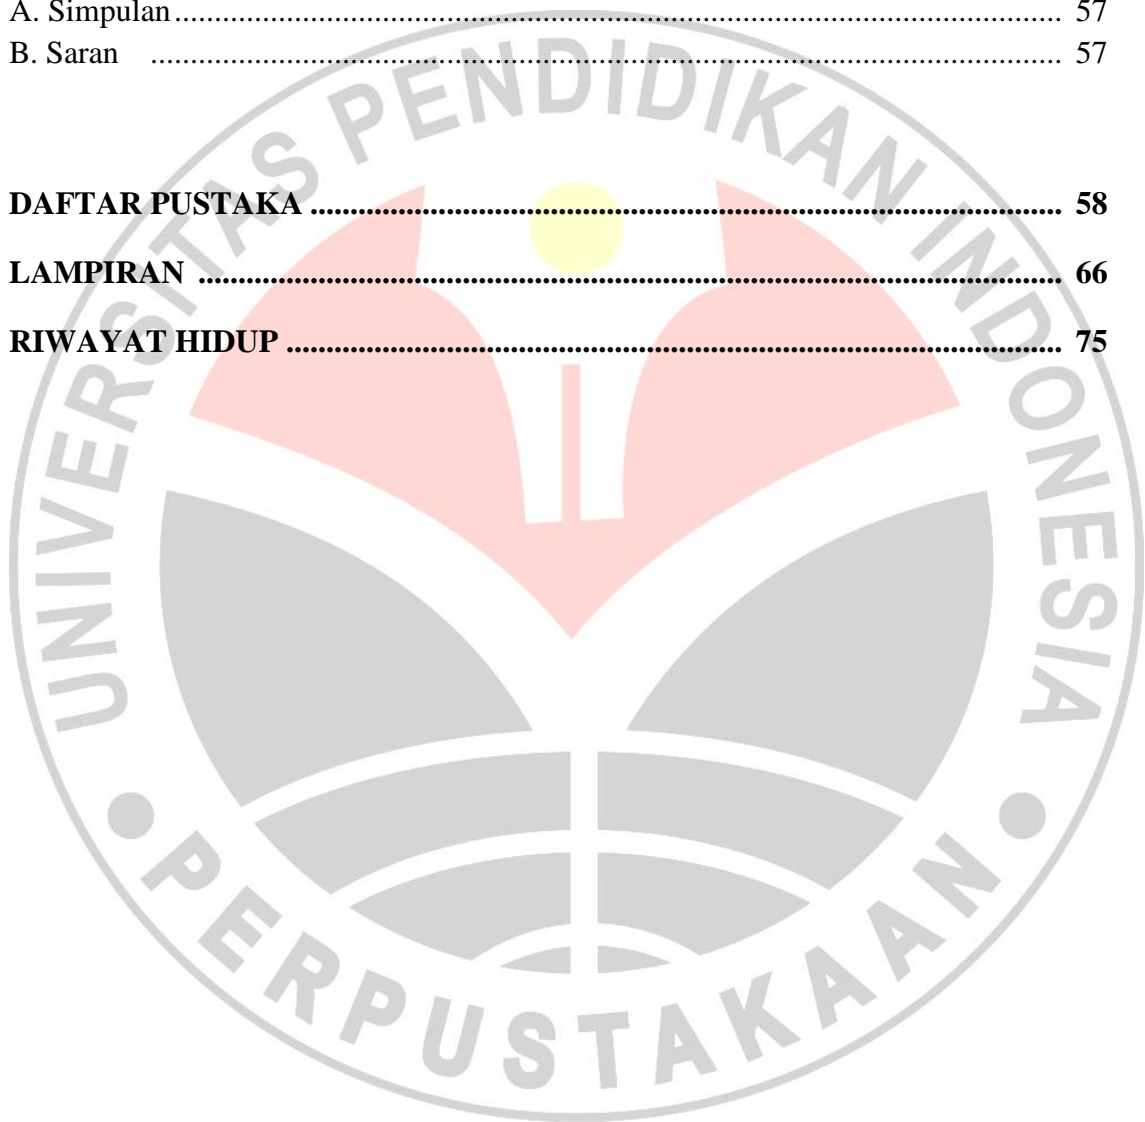 A. Simpulan.................................................................................................................. 57
B. Saran .................................................................................................................... 57
DAFTAR PUSTAKA ............................................................................................... 58
LAMPIRAN ............................................................................................................. 66
RIWAYAT HIDUP .................................................................................................. 75
UNIVERSITAS PENDIDIKAN INDONESIA
PERPUSTAKAAN